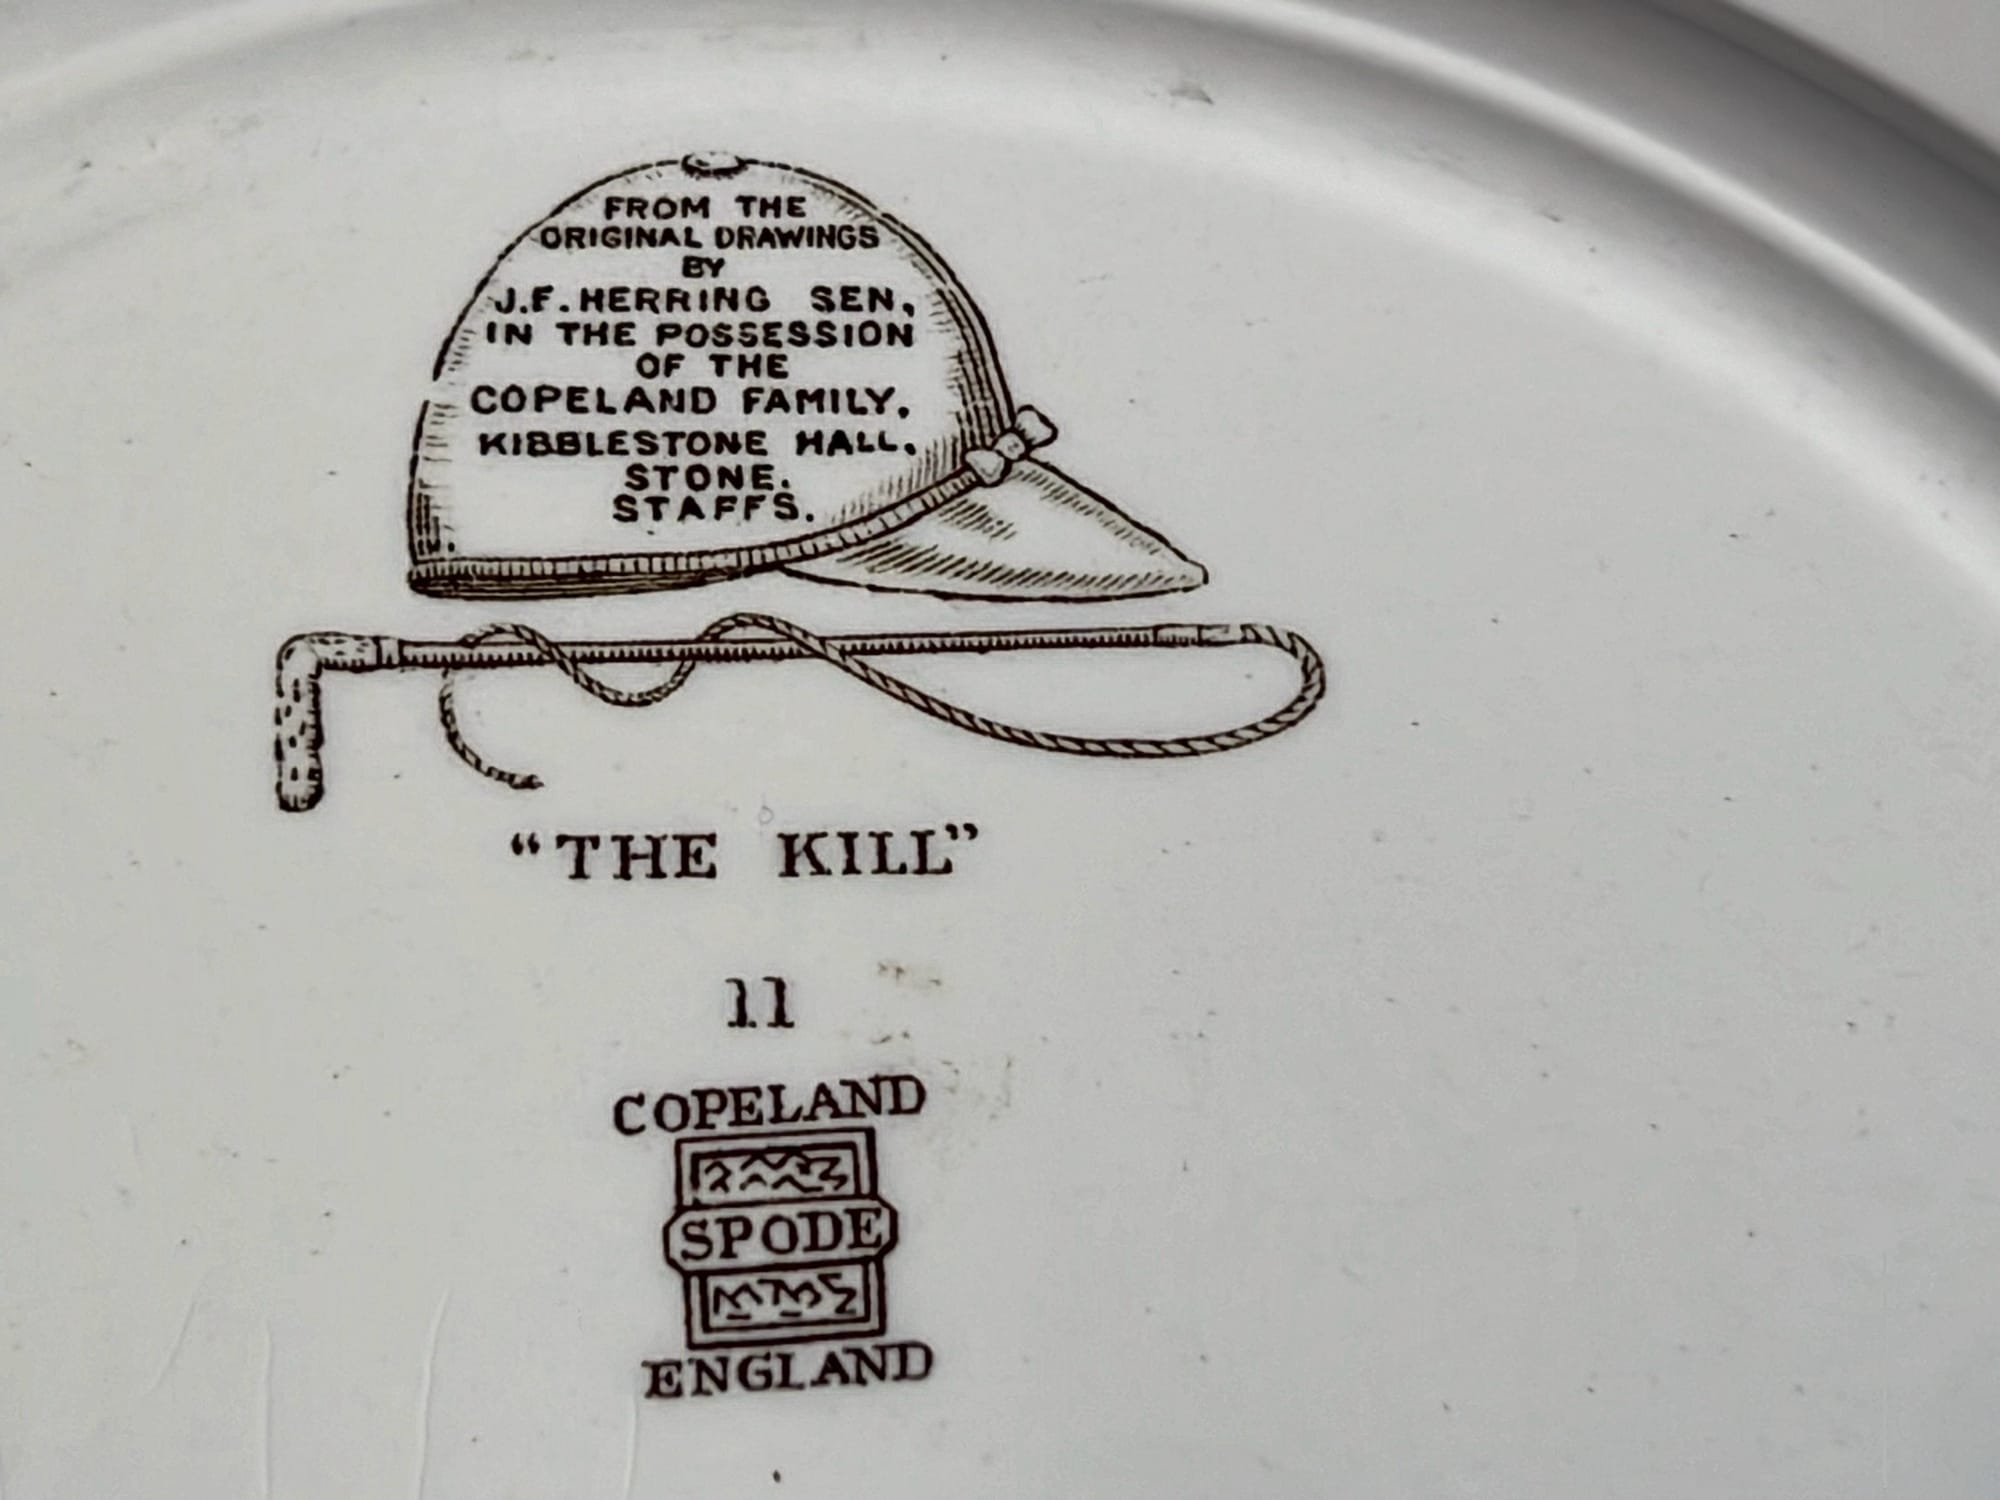 FROM THE
ORIGINAL DRAWINGS
BY
J.F. HERRING SEN,
IN THE POSSESSION
OF THE
COPELAND FAMILY.
KIBBLESTONE HALL.
STONE.
STAFFS.
"THE KILL"
11
COPELAND
SPODE
ENGLAND